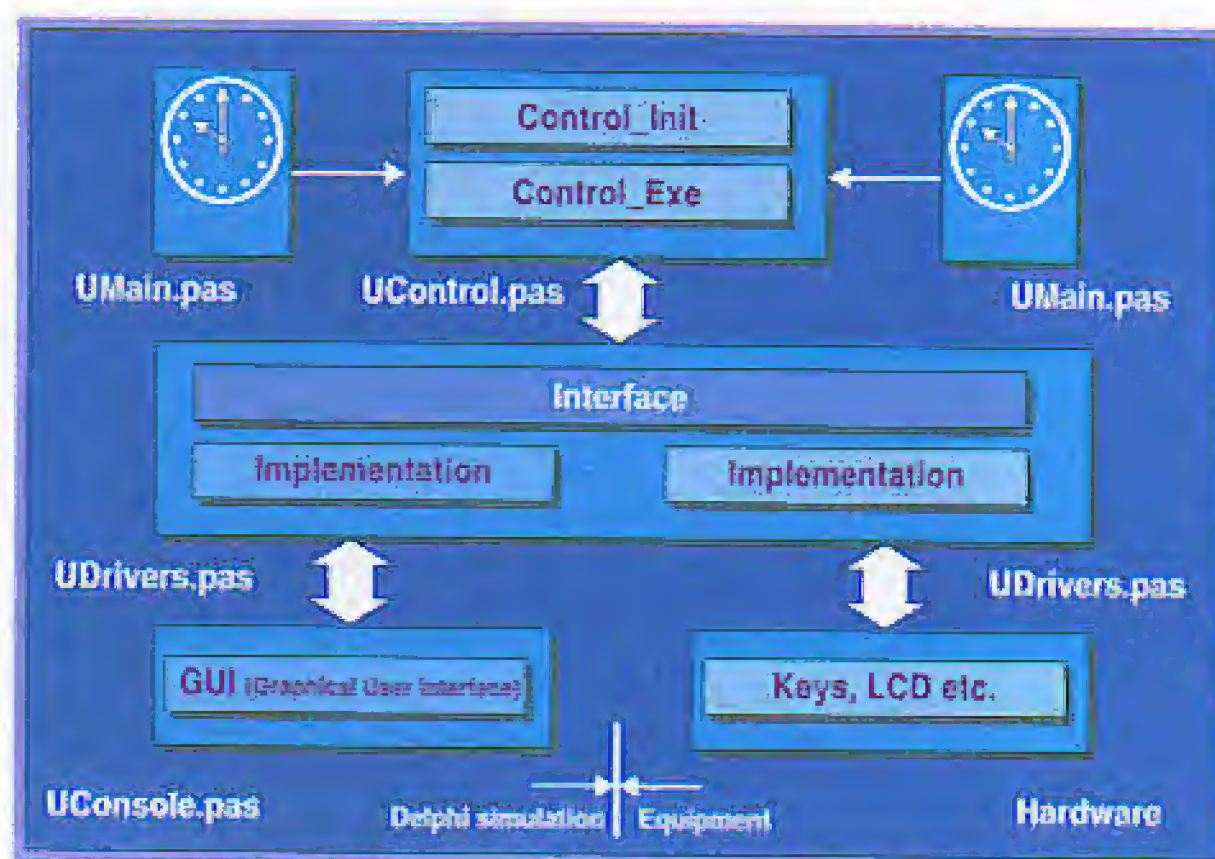 Control_Init
Control_Exe
UMain.pas
UControl.pas
UMain.pas
Interface
Implementation
Implementation
UDrivers.pas
UDrivers.pas
GUI (Graphical User Interface)
Keys, LCD etc.
UConsole.pas
Delphi simulation
Equipment
Hardware